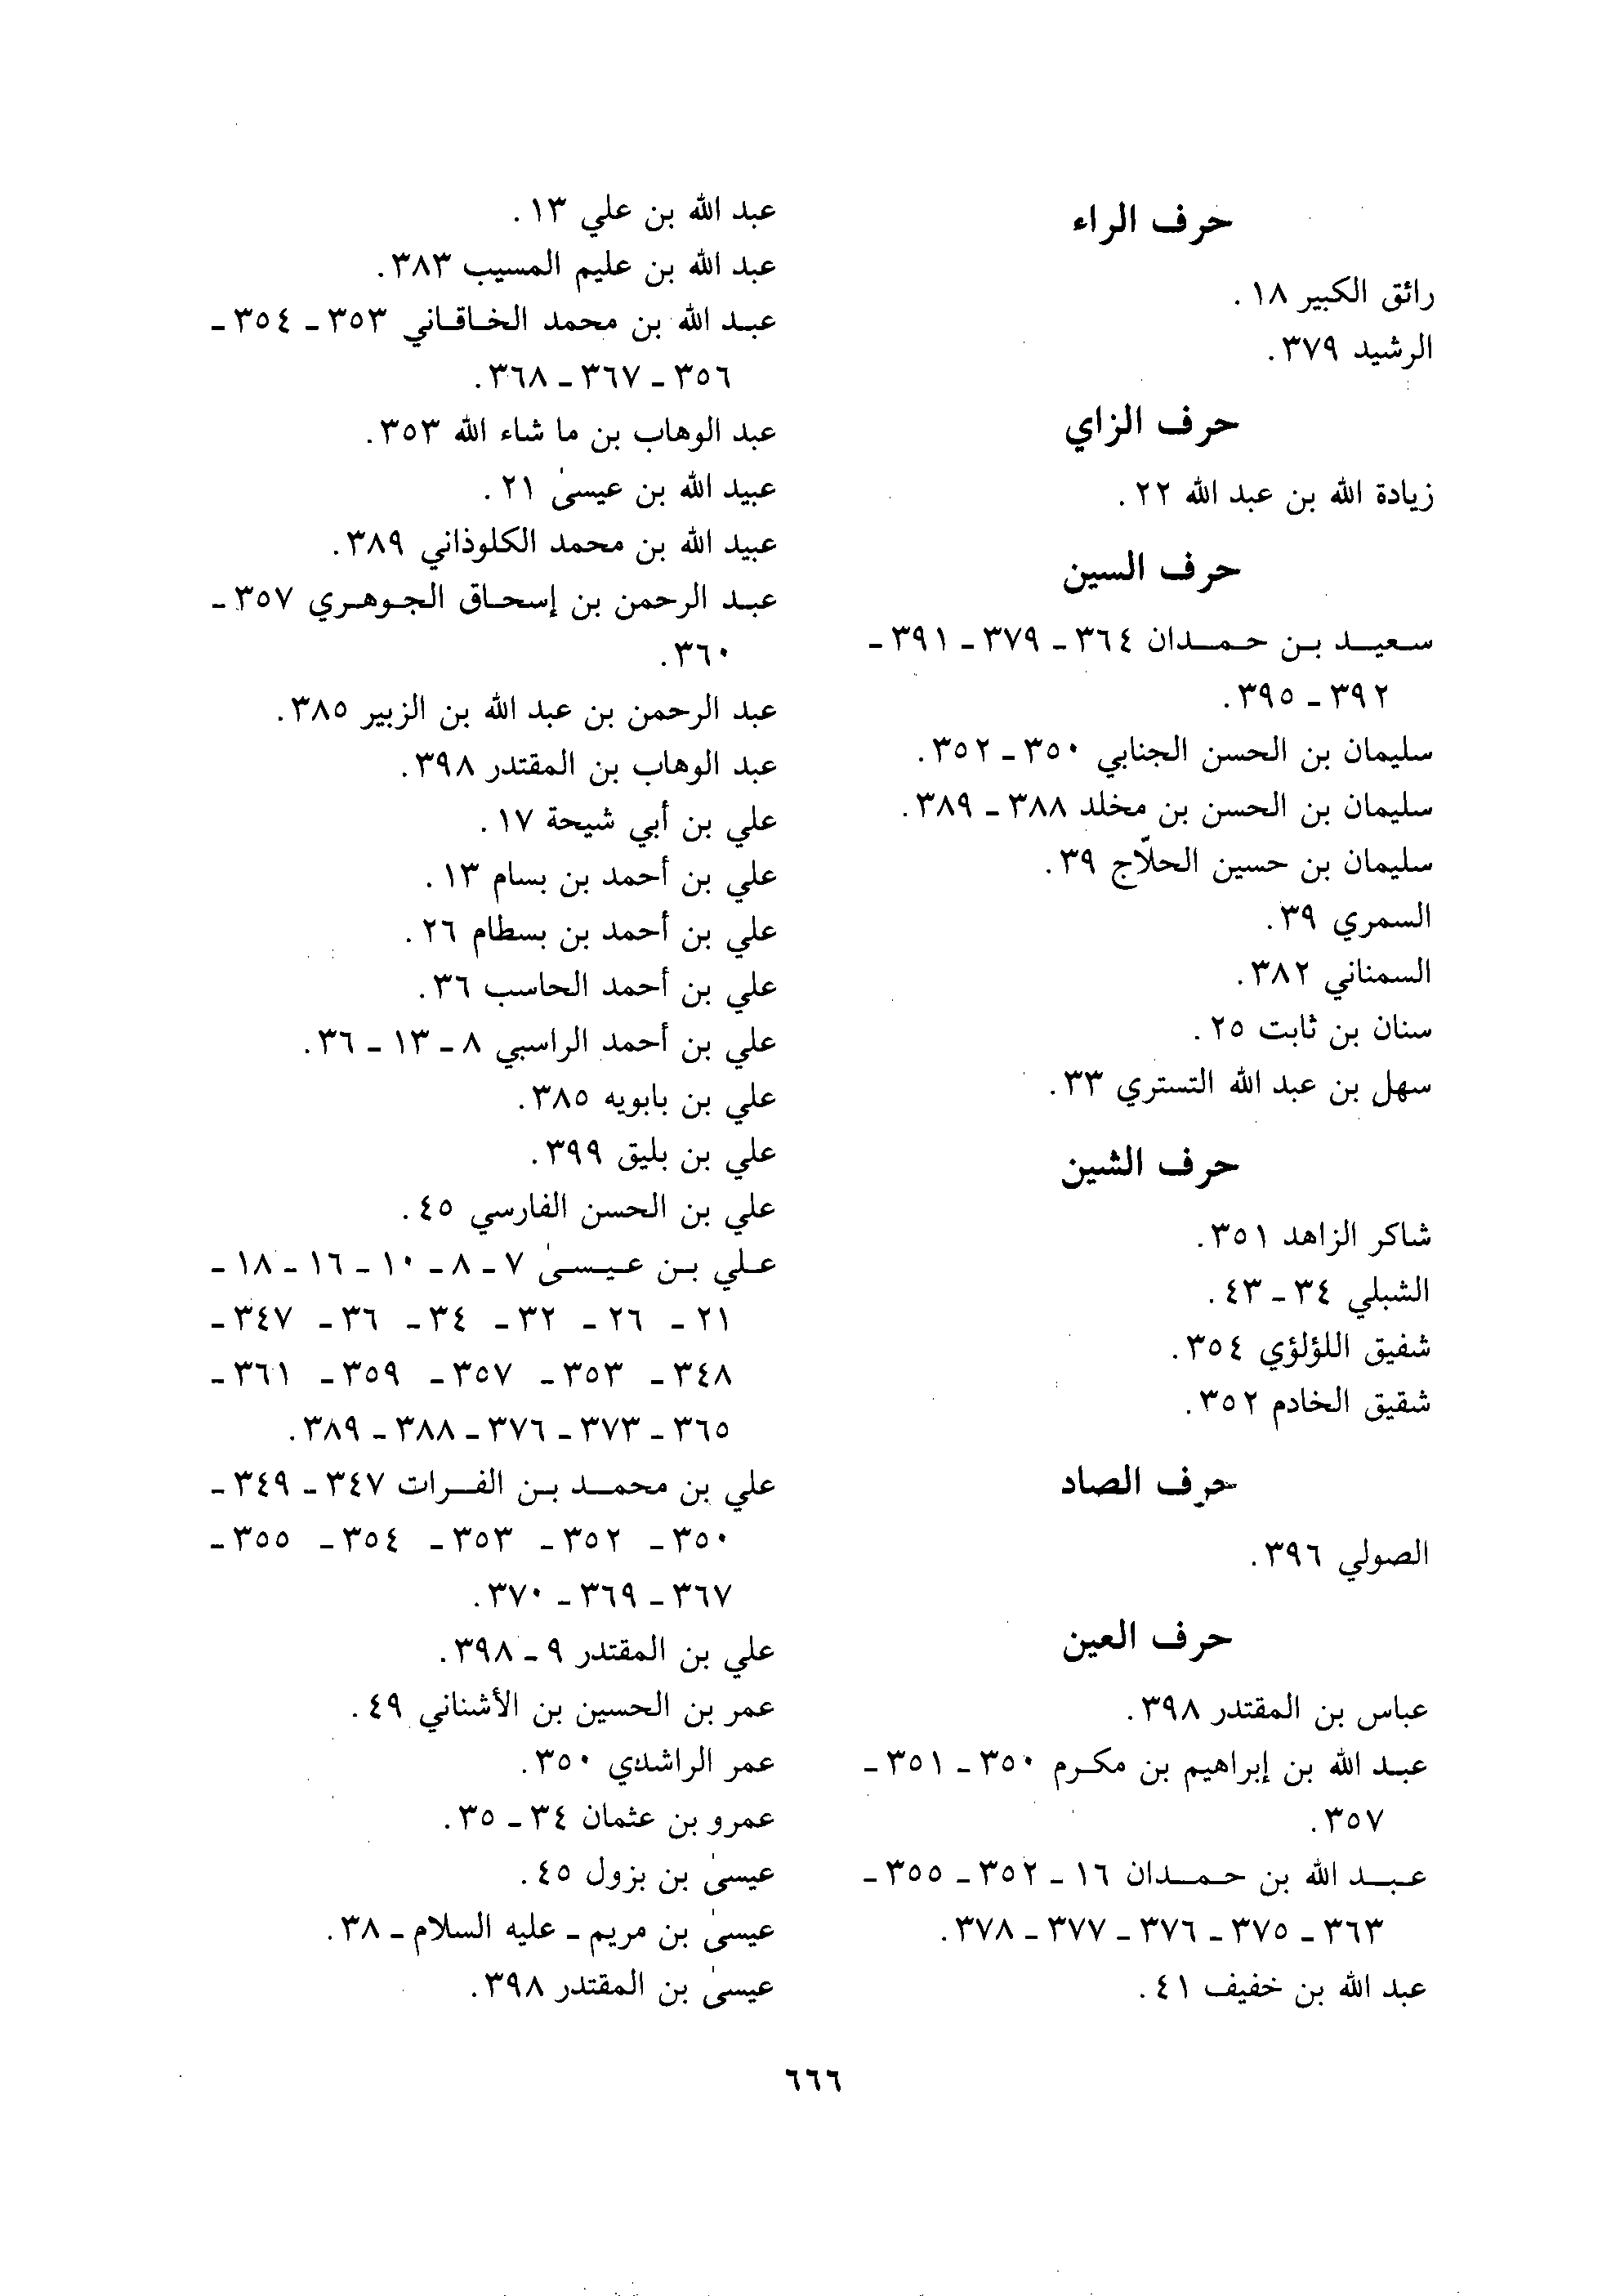 حرف الراء
رائق الكبير ١٨.
الرشيد ٣٧٩.
حرف الزاي
زيادة الله بن عبد الله ٢٢.
حرف السين
سعيد بن حمدان ٣٦٤ - ٣٧٩ - ٣٩١ -
٣٩٢ - ٣٩٥.
سليمان بن الحسن الجنابي ٣٥٠ - ٣٥٢.
سليمان بن الحسن بن مخلد ٣٨٨ - ٣٨٩.
سليمان بن حسين الحلّاج ٣٩.
السمري ٣٩.
السمناني ٣٨٢.
سنان بن ثابت ٢٥.
سهل بن عبد الله التستري ٣٣.
حرف الشين
شاكر الزاهد ٣٥١.
الشبلي ٣٤ - ٤٣.
شفيق اللؤلؤي ٣٥٤.
شقيق الخادم ٣٥٢.
حرف الصاد
الصولي ٣٩٦.
حرف العين
عباس بن المقتدر ٣٩٨.
عبد الله بن إبراهيم بن مكرم ٣٥٠ - ٣٥١ -
٣٥٧.
عبد الله بن حمدان ١٦ - ٣٥٢ - ٣٥٥ -
٣٦٣ - ٣٧٥ - ٣٧٦ - ٣٧٧ - ٣٧٨.
عبد الله بن خفيف ٤١.
عبد الله بن علي ١٣.
عبد الله بن عليم المسيب ٣٨٣.
عبد الله بن محمد الخاقاني ٣٥٣ - ٣٥٤ -
٣٥٦ - ٣٦٧ - ٣٦٨.
عبد الوهاب بن ما شاء الله ٣٥٣.
عبيد الله بن عيسىٰ ٢١.
عبيد الله بن محمد الكلوذاني ٣٨٩.
عبد الرحمن بن إسحاق الجوهري ٣٥٧ -
٣٦٠.
عبد الرحمن بن عبد الله بن الزبير ٣٨٥.
عبد الوهاب بن المقتدر ٣٩٨.
علي بن أبي شيحة ١٧.
علي بن أحمد بن بسام ١٣.
علي بن أحمد بن بسطام ٢٦.
علي بن أحمد الحاسب ٣٦.
علي بن أحمد الراسبي ٨ - ١٣ - ٣٦.
علي بن بابويه ٣٨٥.
علي بن بليق ٣٩٩.
علي بن الحسن الفارسي ٤٥.
علي بن عيسىٰ ٧ - ٨ - ١٠ - ١٦ - ١٨ -
٢١ - ٢٦ - ٣٢ - ٣٤ - ٣٦ - ٣٤٧ -
٣٤٨ - ٣٥٣ - ٣٥٧ - ٣٥٩ - ٣٦١ -
٣٦٥ - ٣٧٣ - ٣٧٦ - ٣٨٨ - ٣٨٩.
علي بن محمد بن الفرات ٣٤٧ - ٣٤٩ -
٣٥٠ - ٣٥٢ - ٣٥٣ - ٣٥٤ - ٣٥٥ -
٣٦٧ - ٣٦٩ - ٣٧٠.
علي بن المقتدر ٩ - ٣٩٨.
عمر بن الحسين بن الأشناني ٤٩.
عمر الراشدي ٣٥٠.
عمرو بن عثمان ٣٤ - ٣٥.
عيسىٰ بن بزول ٤٥.
عيسىٰ بن مريم - عليه السلام - ٣٨.
عيسىٰ بن المقتدر ٣٩٨.
٦٦٦